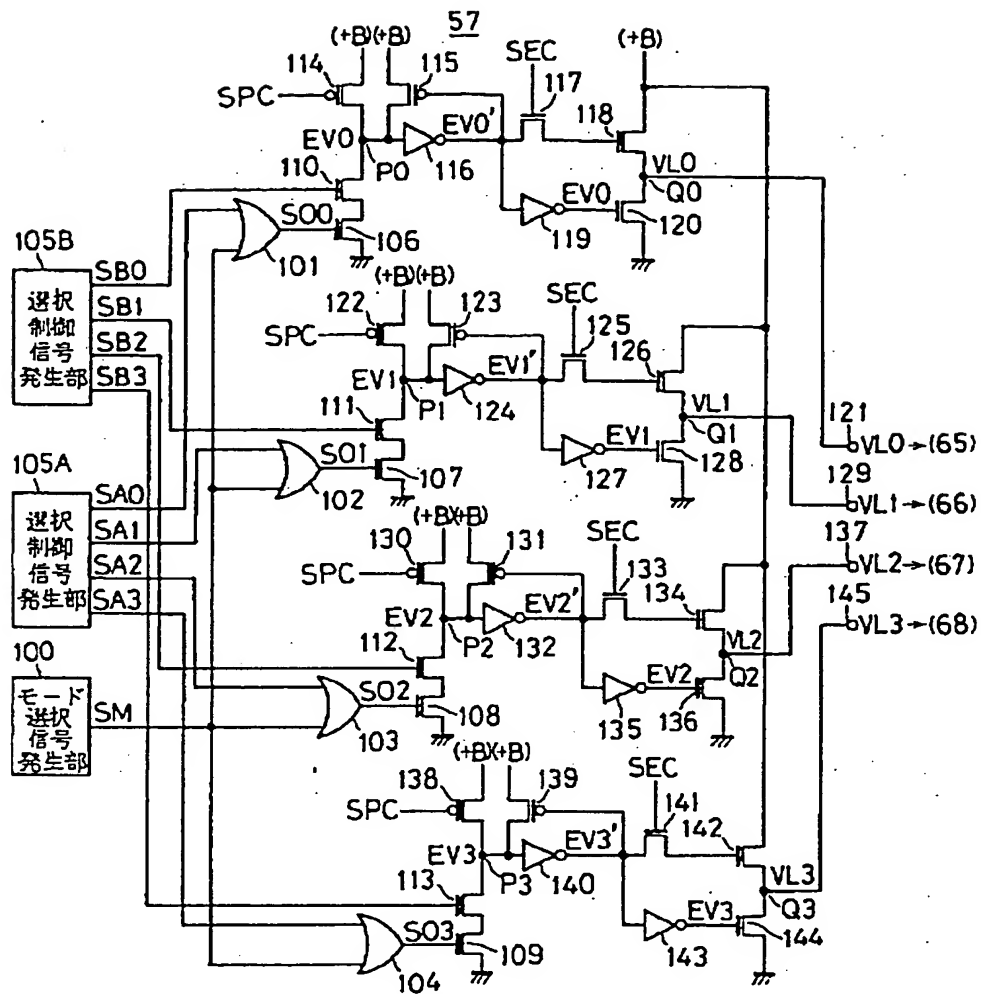 57
(+B)(+B)
(+B)
114
115
SEC
117
SPC
118
EV0
EV0'
P0
116
VL0
Q0
110
EV0
119
120
SB0
SO0
106
101
105B
選択
制御
信号
発生部
SB1
SB2
SB3
(+B)(+B)
122
123
SEC
125
SPC
126
EV1
EV1'
P1
124
VL1
Q1
111
EV1
127
128
SO1
107
102
121
VL0→(65)
129
VL1→(66)
137
VL2→(67)
145
VL3→(68)
105A
選択
制御
信号
発生部
SA0
SA1
SA2
SA3
(+B)(+B)
130
131
SEC
133
SPC
134
EV2
EV2'
P2
132
VL2
Q2
112
EV2
135
136
SO2
108
103
100
モード
選択
信号
発生部
SM
(+B)(+B)
138
139
SEC
141
SPC
142
EV3
EV3'
P3
140
VL3
Q3
113
EV3
143
144
SO3
109
104